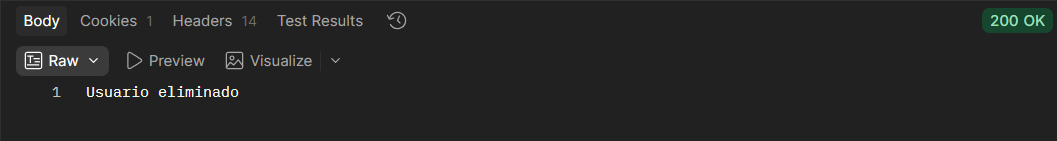 Body Cookies 1 Headers 14 Test Results 200 OK
Raw Preview Visualize
1 Usuario eliminado